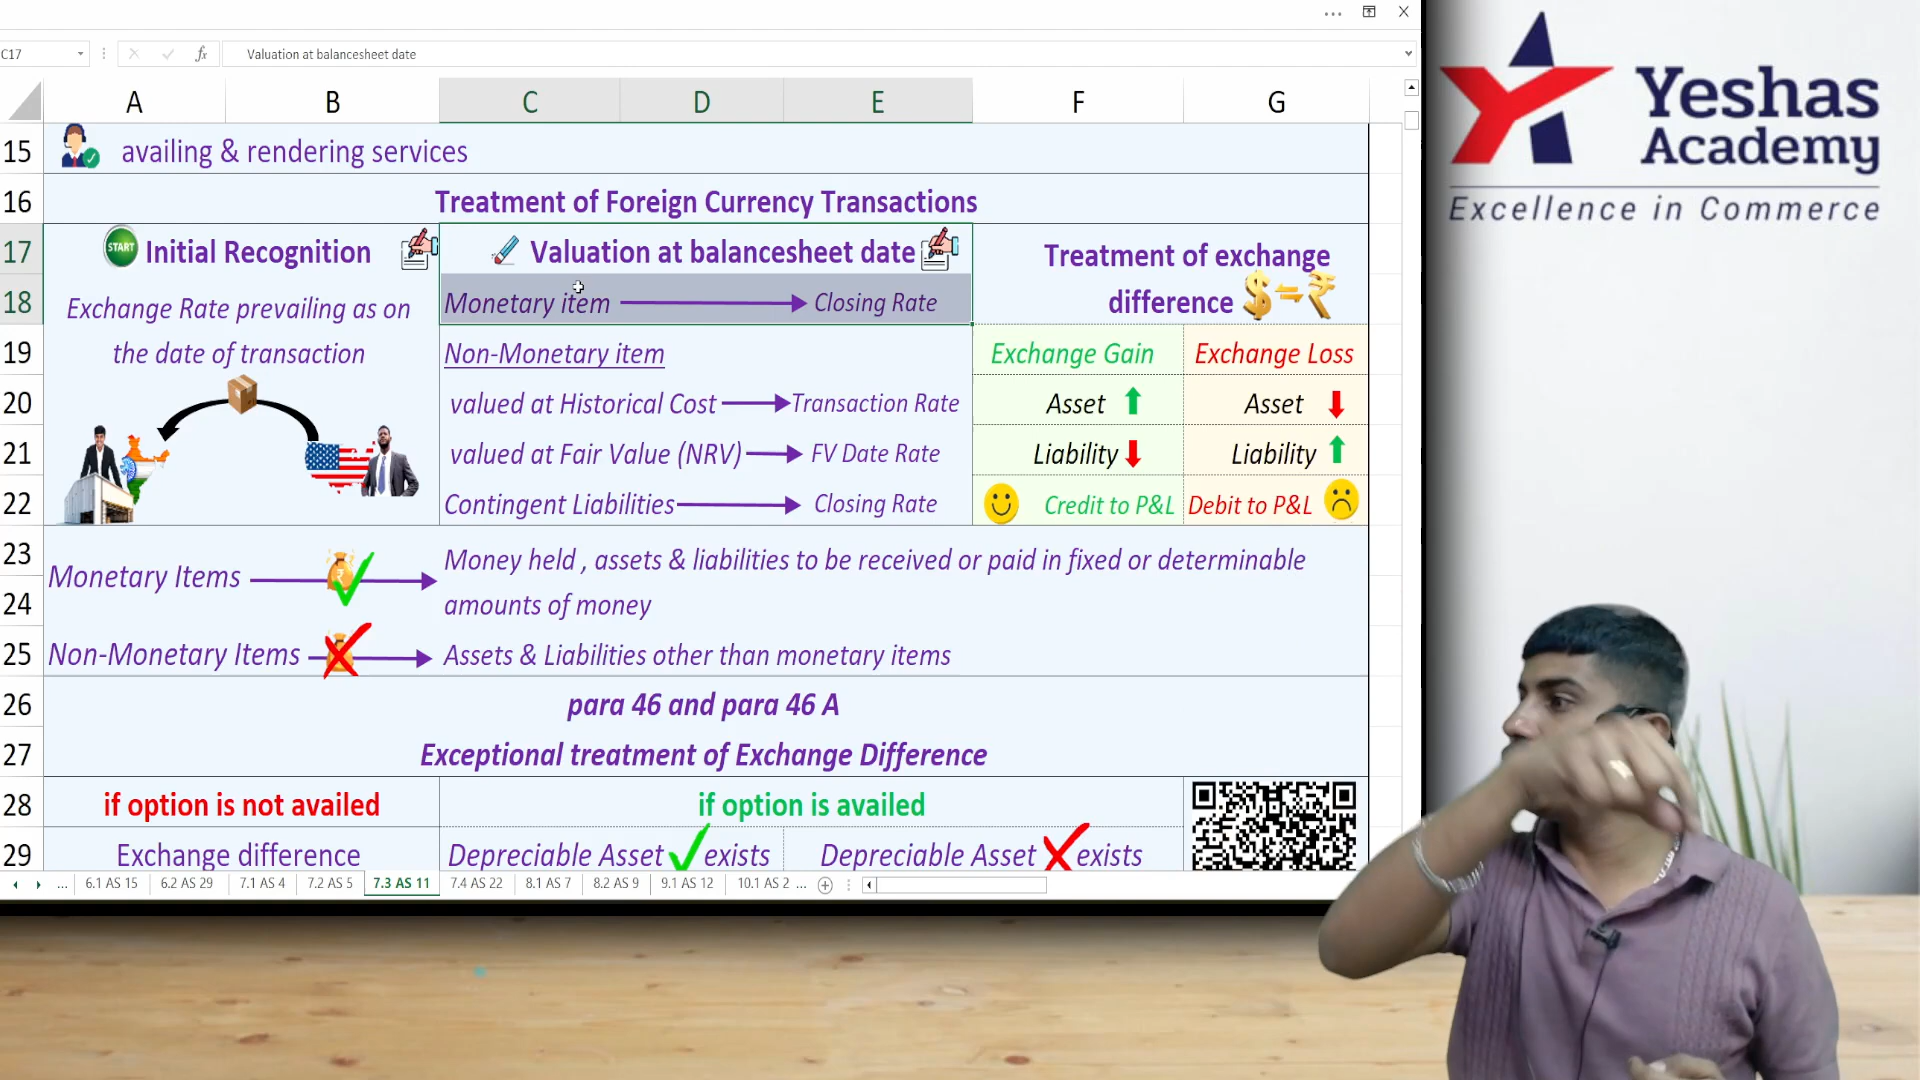 C17
fx
Valuation at balancesheet date
A
B
C
D
E
F
G
15
availing & rendering services
16
Treatment of Foreign Currency Transactions
17
START
Initial Recognition
Valuation at balancesheet date
Treatment of exchange
difference
18
Exchange Rate prevailing as on
the date of transaction
Monetary item
Closing Rate
19
Non-Monetary item
Exchange Gain
Exchange Loss
20
valued at Historical Cost
Transaction Rate
Asset
Asset
21
valued at Fair Value (NRV)
FV Date Rate
Liability
Liability
22
Contingent Liabilities
Closing Rate
Credit to P&L
Debit to P&L
23
Monetary Items
Money held , assets & liabilities to be received or paid in fixed or determinable
24
amounts of money
25
Non-Monetary Items
Assets & Liabilities other than monetary items
26
para 46 and para 46 A
27
Exceptional treatment of Exchange Difference
28
if option is not availed
if option is availed
29
Exchange difference
Depreciable Asset exists
Depreciable Asset exists
... 6.1 AS 15 6.2 AS 29 7.1 AS 4 7.2 AS 5 7.3 AS 11 7.4 AS 22 8.1 AS 7 8.2 AS 9 9.1 AS 12 10.1 AS 2 ...
Yeshas
Academy
Excellence in Commerce